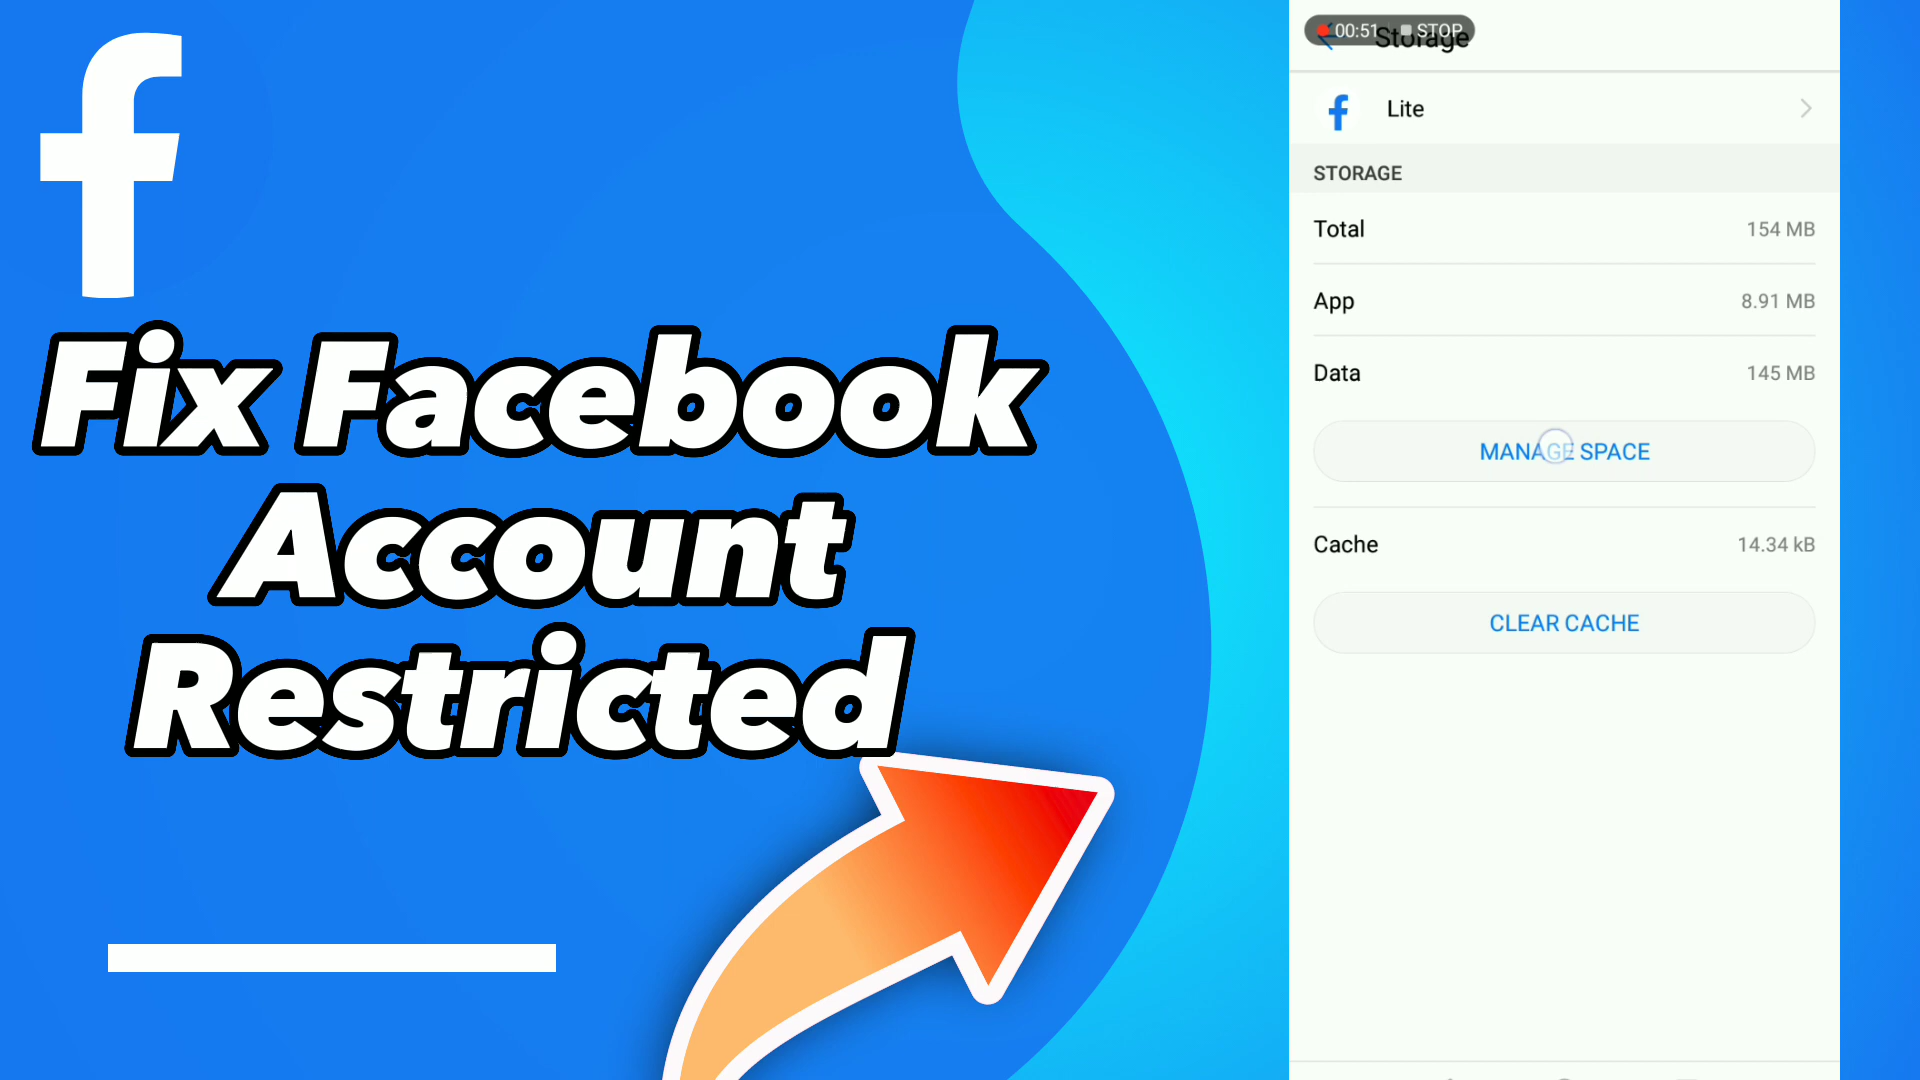 Fix Facebook
Account
Restricted
00:51 STOP
Storage
Lite
STORAGE
Total 154 MB
App 8.91 MB
Data 145 MB
MANAGE SPACE
Cache 14.34 kB
CLEAR CACHE